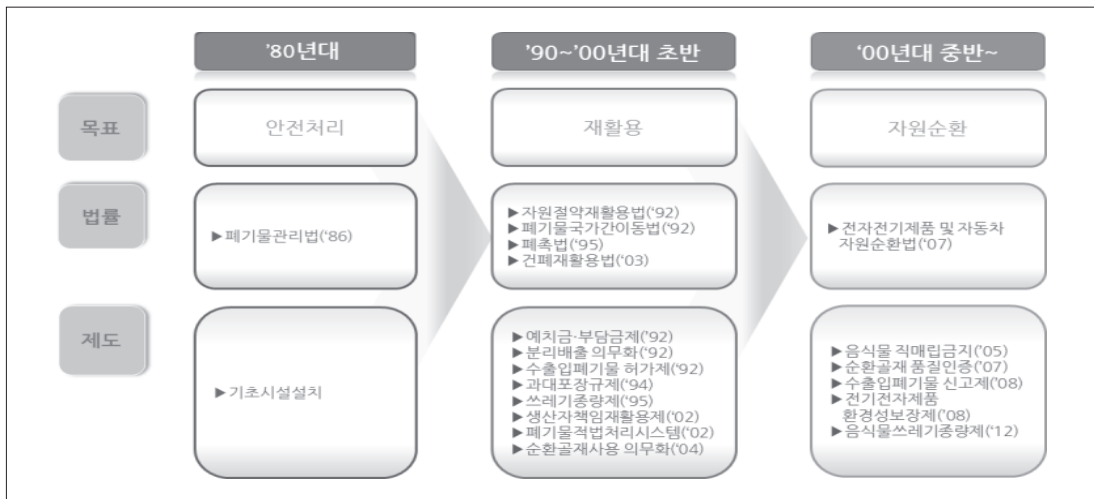 ’80년대
’90~’00년대 초반
‘00년대 중반~
목표
안전처리
재활용
자원순환
법률
▶폐기물관리법(‘86)
▶자원절약재활용법(‘92)
▶폐기물국가간이동법(‘92)
▶폐촉법(‘95)
▶건폐재활용법(‘03)
▶전자전기제품 및 자동차
자원순환법(‘07)
제도
▶기초시설설치
▶예치금·부담금제(’92)
▶분리배출 의무화(‘92)
▶수출입폐기물 허가제(’92)
▶과대포장규제(‘94)
▶쓰레기종량제(‘95)
▶생산자책임재활용제(‘02)
▶폐기물적법처리시스템(‘02)
▶순환골재사용 의무화(‘04)
▶음식물 직매립금지(’05)
▶순환골재 품질인증(’07)
▶수출입폐기물 신고제(’08)
▶전기전자제품
환경성보장제(’08)
▶음식물쓰레기종량제(‘12)